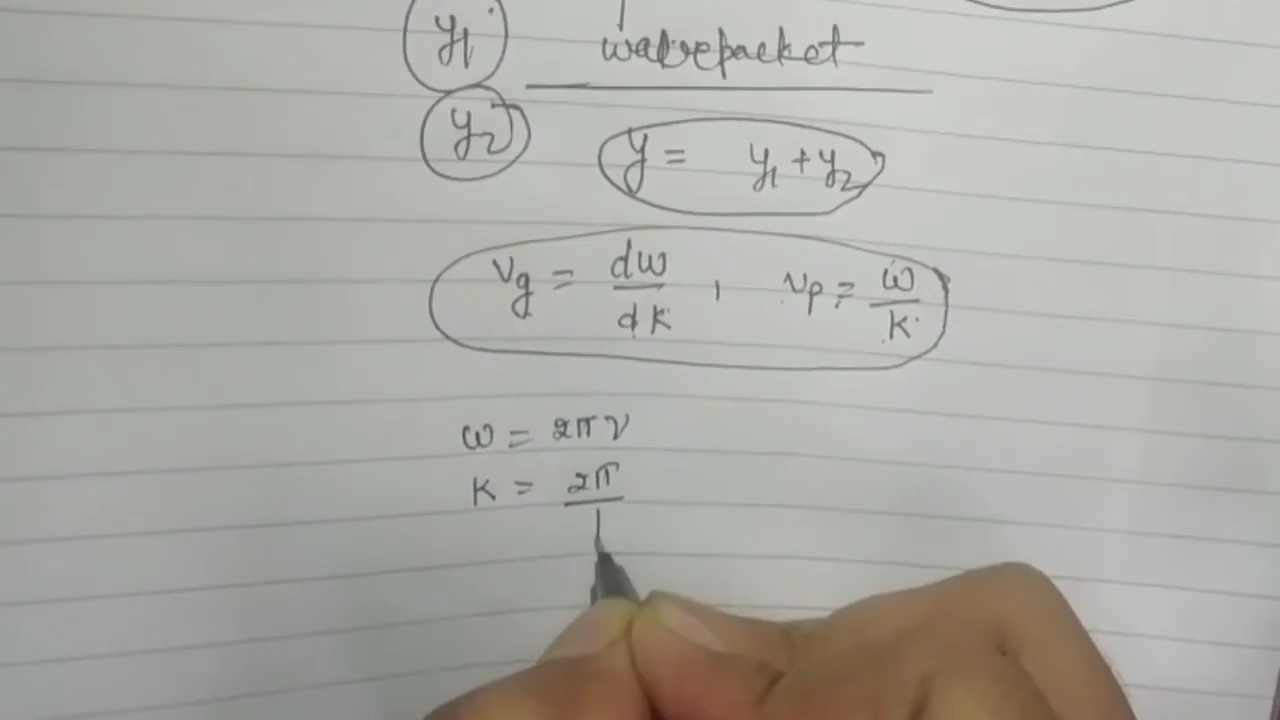 y₁
wavepacket
y₂
y = y₁ + y₂
Vg = dω/dK , Vp = ω/K
ω = 2πν
K = 2π/